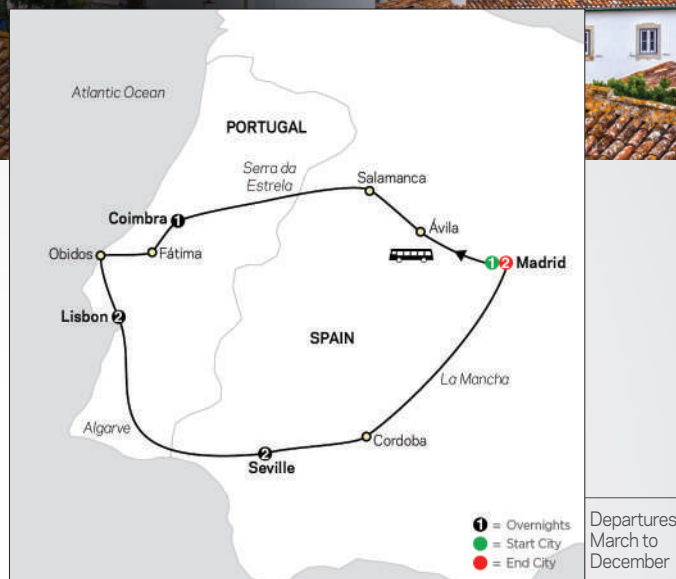 Atlantic Ocean
PORTUGAL
Serra da
Estrela
Salamanca
Coimbra 1
Ávila
Obidos
Fátima
1 2 Madrid
Lisbon 2
SPAIN
La Mancha
Algarve
Cordoba
2
Seville
1 = Overnights
= Start City
= End City
Departures
March to
December